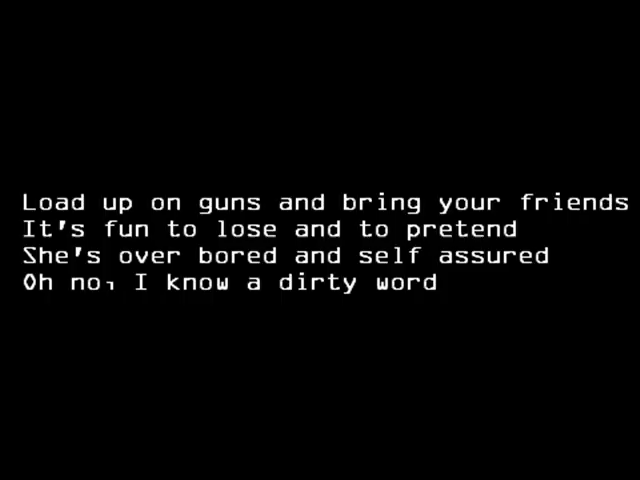 Load up on guns and bring your friends
It's fun to lose and to pretend
She's over bored and self assured
Oh no, I know a dirty word